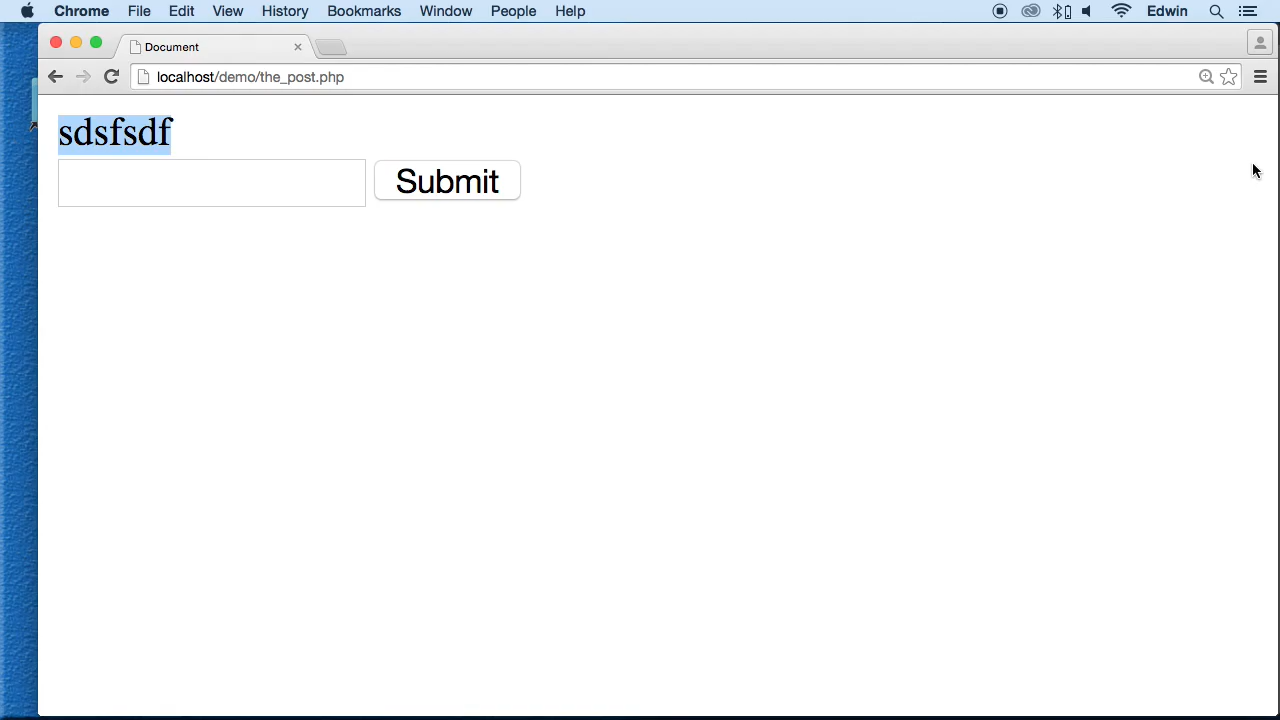 Chrome File Edit View History Bookmarks Window People Help Edwin
Document
localhost/demo/the_post.php
sdsfsdf
Submit